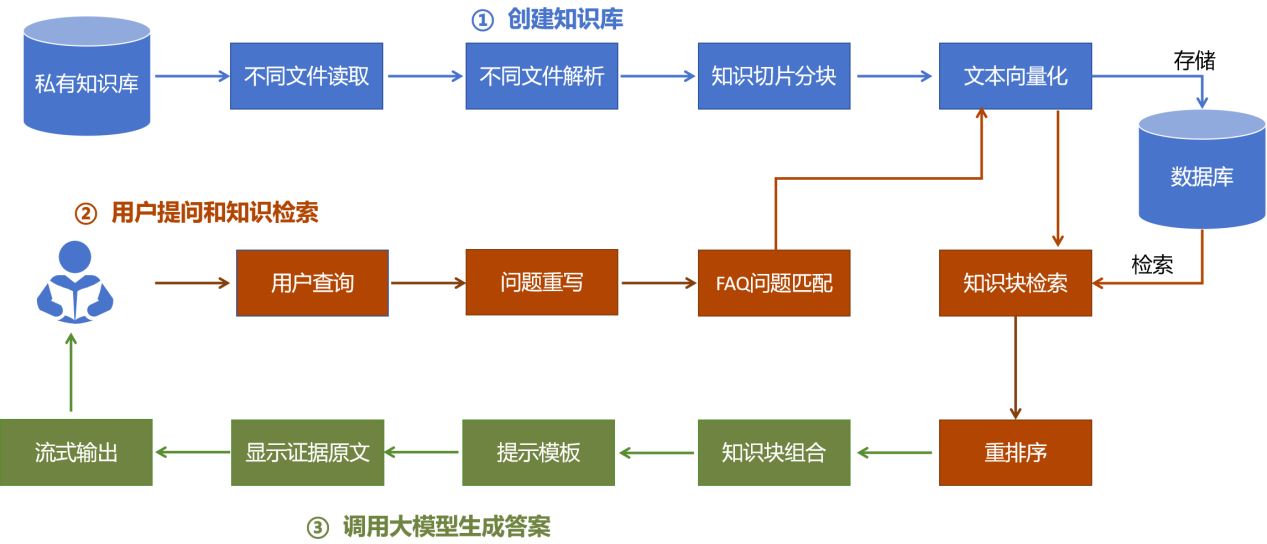 ① 创建知识库
私有知识库
不同文件读取
不同文件解析
知识切片分块
文本向量化
存储
数据库
② 用户提问和知识检索
用户查询
问题重写
FAQ问题匹配
知识块检索
检索
流式输出
显示证据原文
提示模板
知识块组合
重排序
③ 调用大模型生成答案